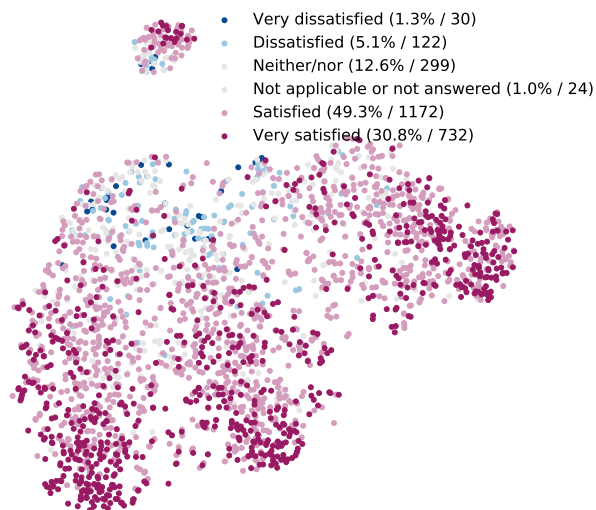 Very dissatisfied (1.3% / 30)
Dissatisfied (5.1% / 122)
Neither/nor (12.6% / 299)
Not applicable or not answered (1.0% / 24)
Satisfied (49.3% / 1172)
Very satisfied (30.8% / 732)